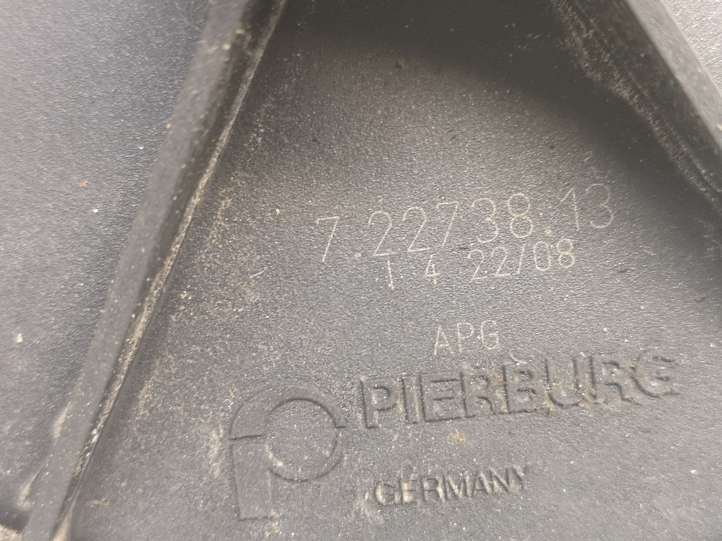 7.22738.13
1 4 22/08
APG
PIERBURG
GERMANY